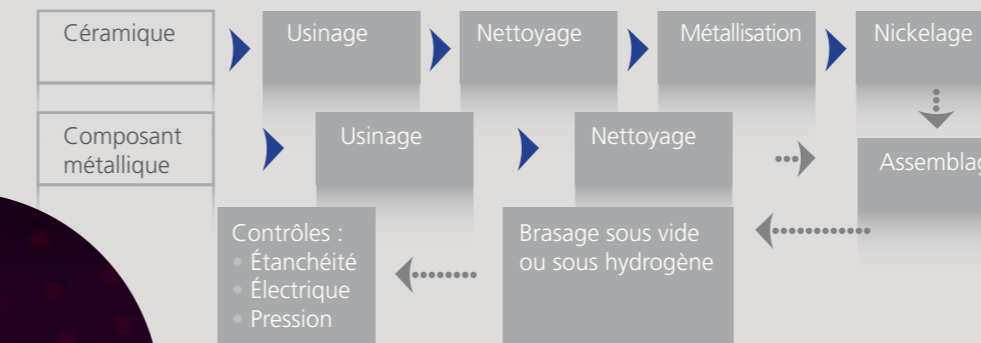 Céramique
Usinage
Nettoyage
Métallisation
Nickelage
Composant
métallique
Usinage
Nettoyage
Assemblag
Contrôles :
• Étanchéité
• Électrique
• Pression
Brasage sous vide
ou sous hydrogène